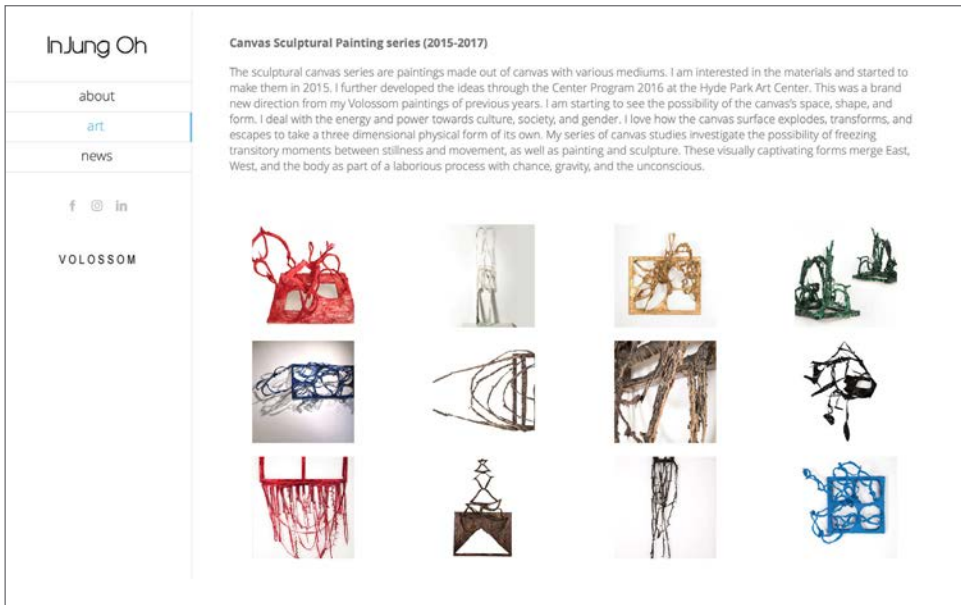 InJung Oh
about
art
news
f
in
VOLOSSOM
Canvas Sculptural Painting series (2015-2017)
The sculptural canvas series are paintings made out of canvas with various mediums. I am interested in the materials and started to
make them in 2015. I further developed the ideas through the Center Program 2016 at the Hyde Park Art Center. This was a brand
new direction from my Volossom paintings of previous years. I am starting to see the possibility of the canvas's space, shape, and
form. I deal with the energy and power towards culture, society, and gender. I love how the canvas surface explodes, transforms, and
escapes to take a three dimensional physical form of its own. My series of canvas studies investigate the possibility of freezing
transitory moments between stillness and movement, as well as painting and sculpture. These visually captivating forms merge East,
West, and the body as part of a laborious process with chance, gravity, and the unconscious.